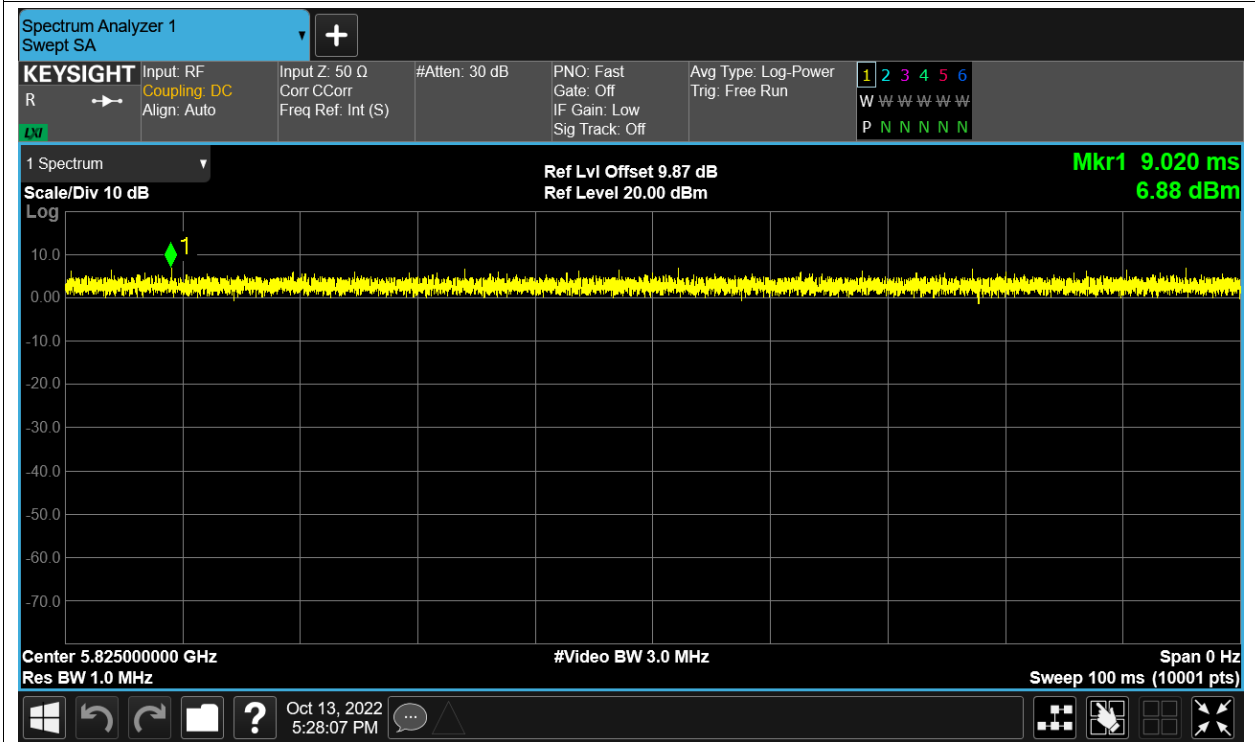 Spectrum Analyzer 1
Swept SA
+
KEYSIGHT
R
LXI
Input: RF
Coupling: DC
Align: Auto
Input Z: 50 Ω
Corr CCorr
Freq Ref: Int (S)
#Atten: 30 dB
PNO: Fast
Gate: Off
IF Gain: Low
Sig Track: Off
Avg Type: Log-Power
Trig: Free Run
1 2 3 4 5 6
W W W W W W
P N N N N N
1 Spectrum
Scale/Div 10 dB
Ref Lvl Offset 9.87 dB
Ref Level 20.00 dBm
Mkr1 9.020 ms
6.88 dBm
Log
1
10.0
0.00
-10.0
-20.0
-30.0
-40.0
-50.0
-60.0
-70.0
Center 5.825000000 GHz
Res BW 1.0 MHz
#Video BW 3.0 MHz
Span 0 Hz
Sweep 100 ms (10001 pts)
?
Oct 13, 2022
5:28:07 PM